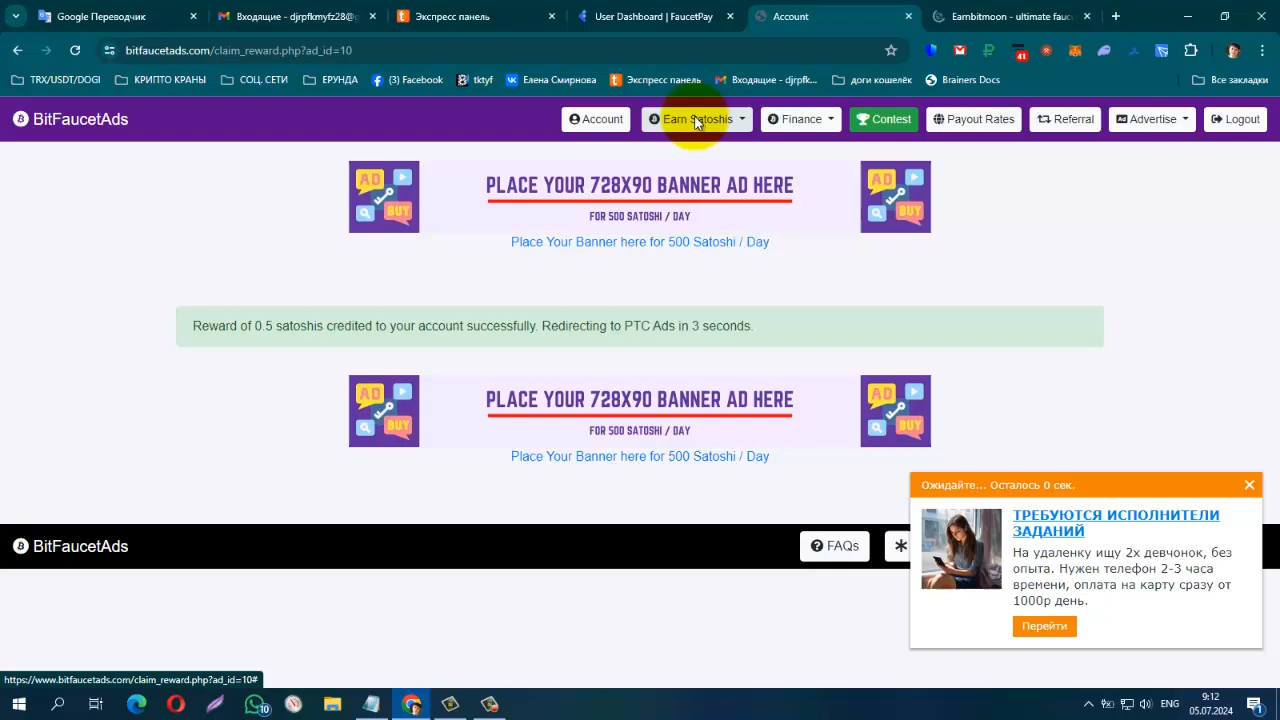 Google Переводчик
Входящие - djrpfkmyfz28@g
Экспресс панель
User Dashboard | FaucetPay
Account
Earnbitmoon - ultimate fauc
bitfaucetads.com/claim_reward.php?ad_id=10
41
TRX/USDT/DOGI
КРИПТО КРАНЫ
СОЦ. СЕТИ
ЕРУНДА
(3) Facebook
tktyf
Елена Смирнова
Экспресс панель
Входящие - djrpfk...
доги кошелёк
Brainers Docs
Все закладки
BitFaucetAds
Account
Earn Satoshis
Finance
Contest
Payout Rates
Referral
Advertise
Logout
AD
BUY
PLACE YOUR 728X90 BANNER AD HERE
FOR 500 SATOSHI / DAY
AD
BUY
Place Your Banner here for 500 Satoshi / Day
Reward of 0.5 satoshis credited to your account successfully. Redirecting to PTC Ads in 3 seconds.
AD
BUY
PLACE YOUR 728X90 BANNER AD HERE
FOR 500 SATOSHI / DAY
AD
BUY
Place Your Banner here for 500 Satoshi / Day
Ожидайте... Осталось 0 сек.
ТРЕБУЮТСЯ ИСПОЛНИТЕЛИ
ЗАДАНИЙ
На удаленку ищу 2х девчонок, без
опыта. Нужен телефон 2-3 часа
времени, оплата на карту сразу от
1000р день.
Перейти
BitFaucetAds
FAQs
https://www.bitfaucetads.com/claim_reward.php?ad_id=10#
10
ENG
9:12
05.07.2024
1